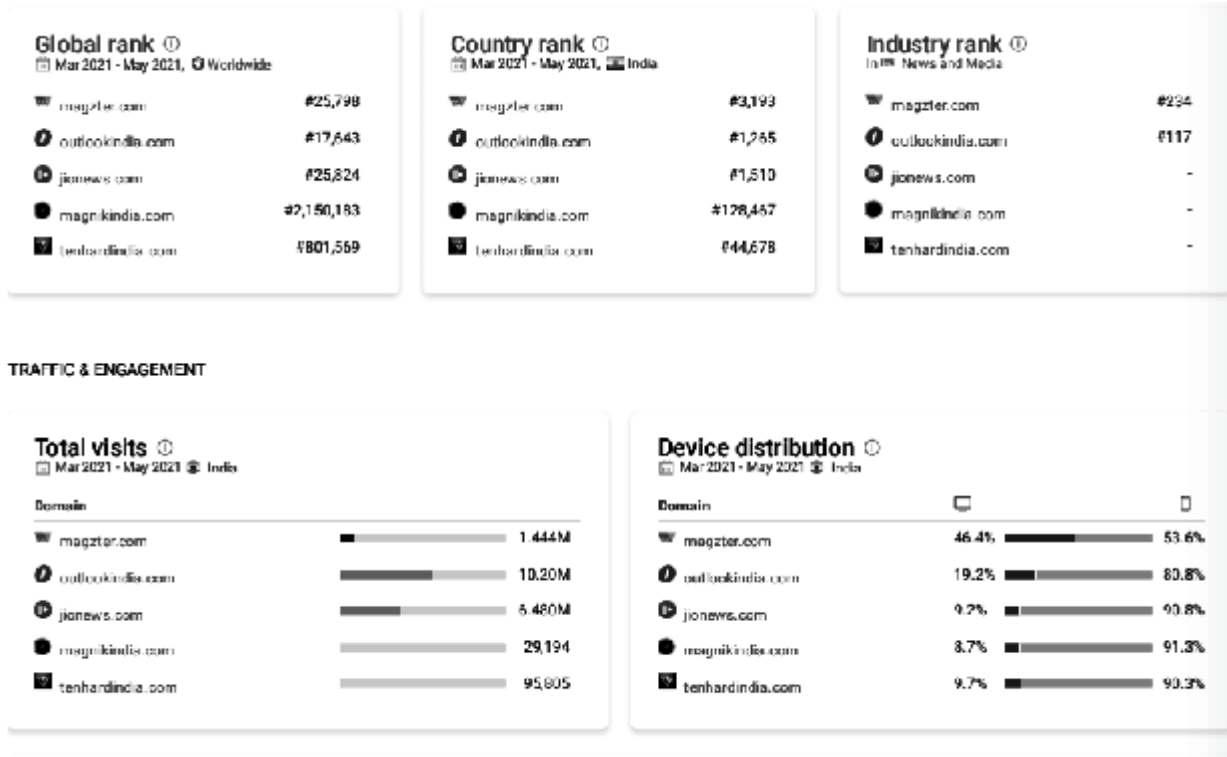 Global rank
Mar 2021 - May 2021, Worldwide
magzter.com #25,798
outlookindia.com #17,643
jionews.com #25,824
magnikindia.com #2,150,183
tenhardindia.com #801,569
Country rank
Mar 2021 - May 2021, India
magzter.com #3,193
outlookindia.com #1,265
jionews.com #1,510
magnikindia.com #128,467
tenhardindia.com #44,678
Industry rank
In News and Media
magzter.com #234
outlookindia.com #117
jionews.com -
magnikindia.com -
tenhardindia.com -
TRAFFIC & ENGAGEMENT
Total visits
Mar 2021 - May 2021 India
Domain
magzter.com 1.444M
outlookindia.com 10.20M
jionews.com 6.480M
magnikindia.com 29,194
tenhardindia.com 95,805
Device distribution
Mar 2021 - May 2021 India
Domain
magzter.com 46.4% 53.6%
outlookindia.com 19.2% 80.8%
jionews.com 9.2% 90.8%
magnikindia.com 8.7% 91.3%
tenhardindia.com 9.7% 90.3%